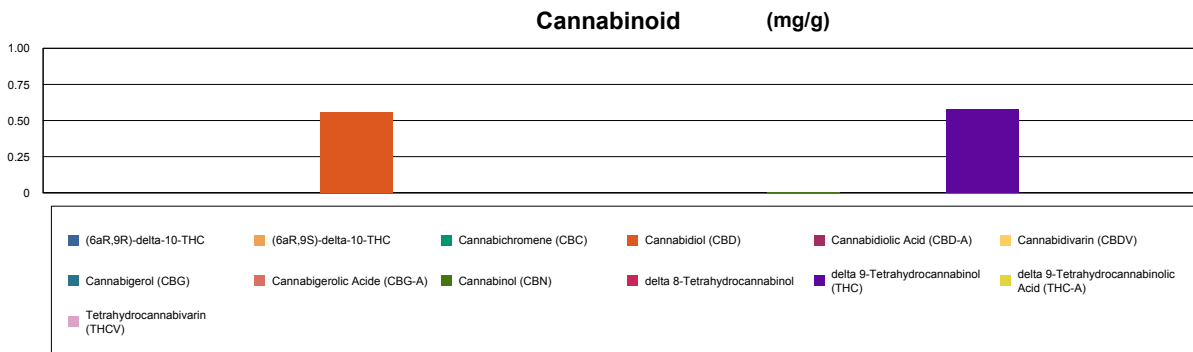 Cannabinoid (mg/g)
1.00
0.75
0.50
0.25
0
(6aR,9R)-delta-10-THC (6aR,9S)-delta-10-THC Cannabichromene (CBC) Cannabidiol (CBD) Cannabidiolic Acid (CBD-A) Cannabidivarin (CBDV)
Cannabigerol (CBG) Cannabigerolic Acide (CBG-A) Cannabinol (CBN) delta 8-Tetrahydrocannabinol delta 9-Tetrahydrocannabinol
(THC) delta 9-Tetrahydrocannabinolic
Acid (THC-A)
Tetrahydrocannabivarin
(THCV)